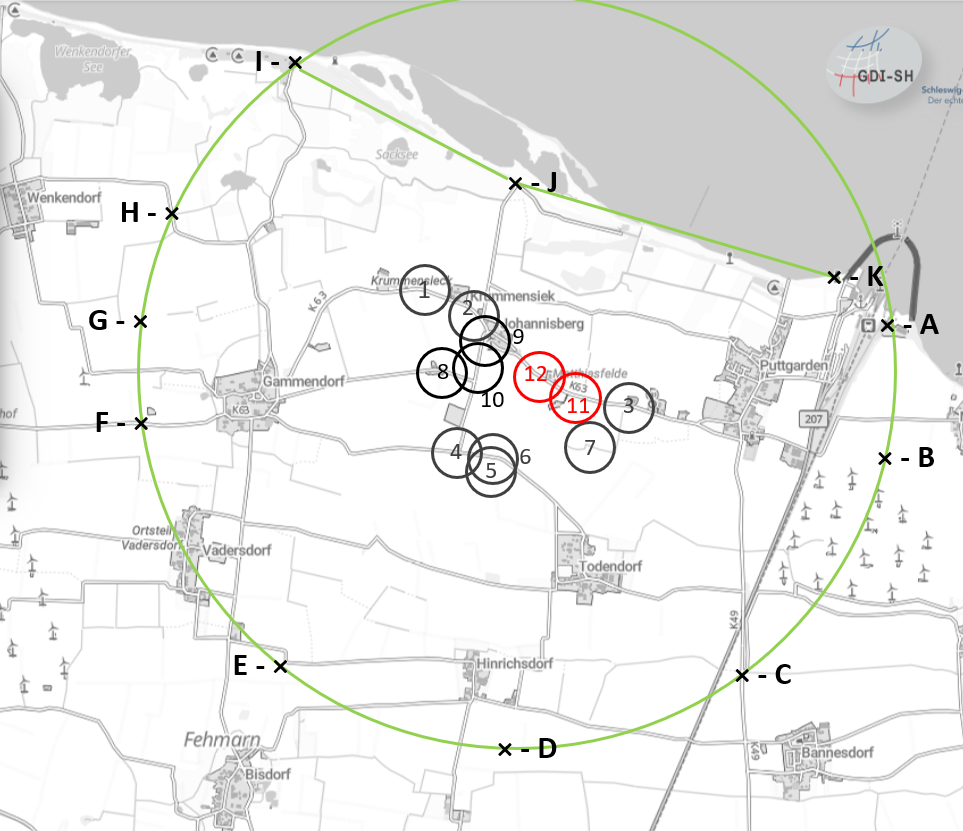 Wenkendorfer
See
I -
GDI-SH
Schleswig-
Der echte
Sacksee
- J
Wenkendorf
H -
- K
Krummensieck
1
Krummensiek
K 63
2
Johannisberg
9
G -
- A
Puttgarden
8
12
Matthiasfelde
K63
Gammendorf
10
11
3
hof
K63
F -
207
7
4
6
5
- B
Ortsteil
Vadersdorf
Vadersdorf
Todendorf
K49
E -
Hinrichsdorf
- C
Fehmarn
- D
K49
Bannesdorf
Bisdorf